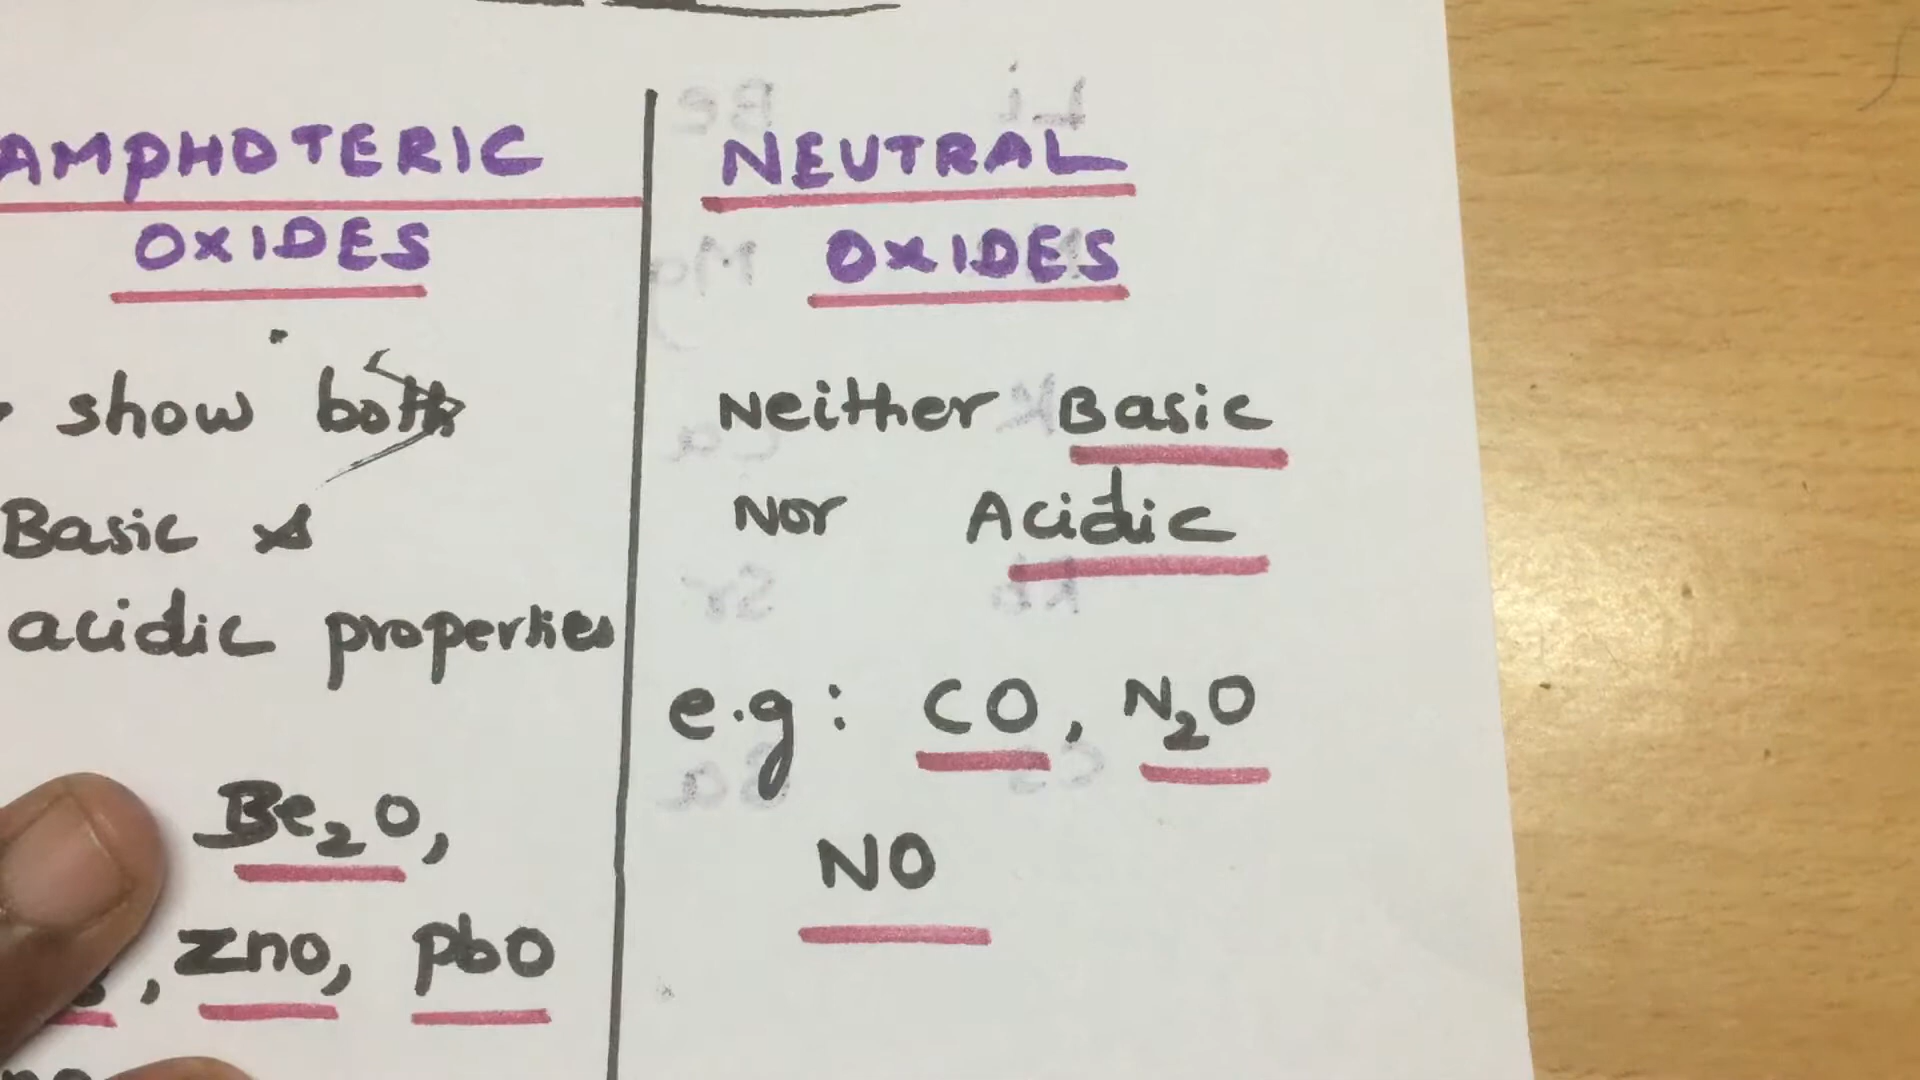 AMPHOTERIC
OXIDES
show both
Basic &
acidic properties
Be₂O,
, ZnO, PbO
NEUTRAL
OXIDES
Neither Basic
Nor Acidic
e.g : CO, N₂O
NO